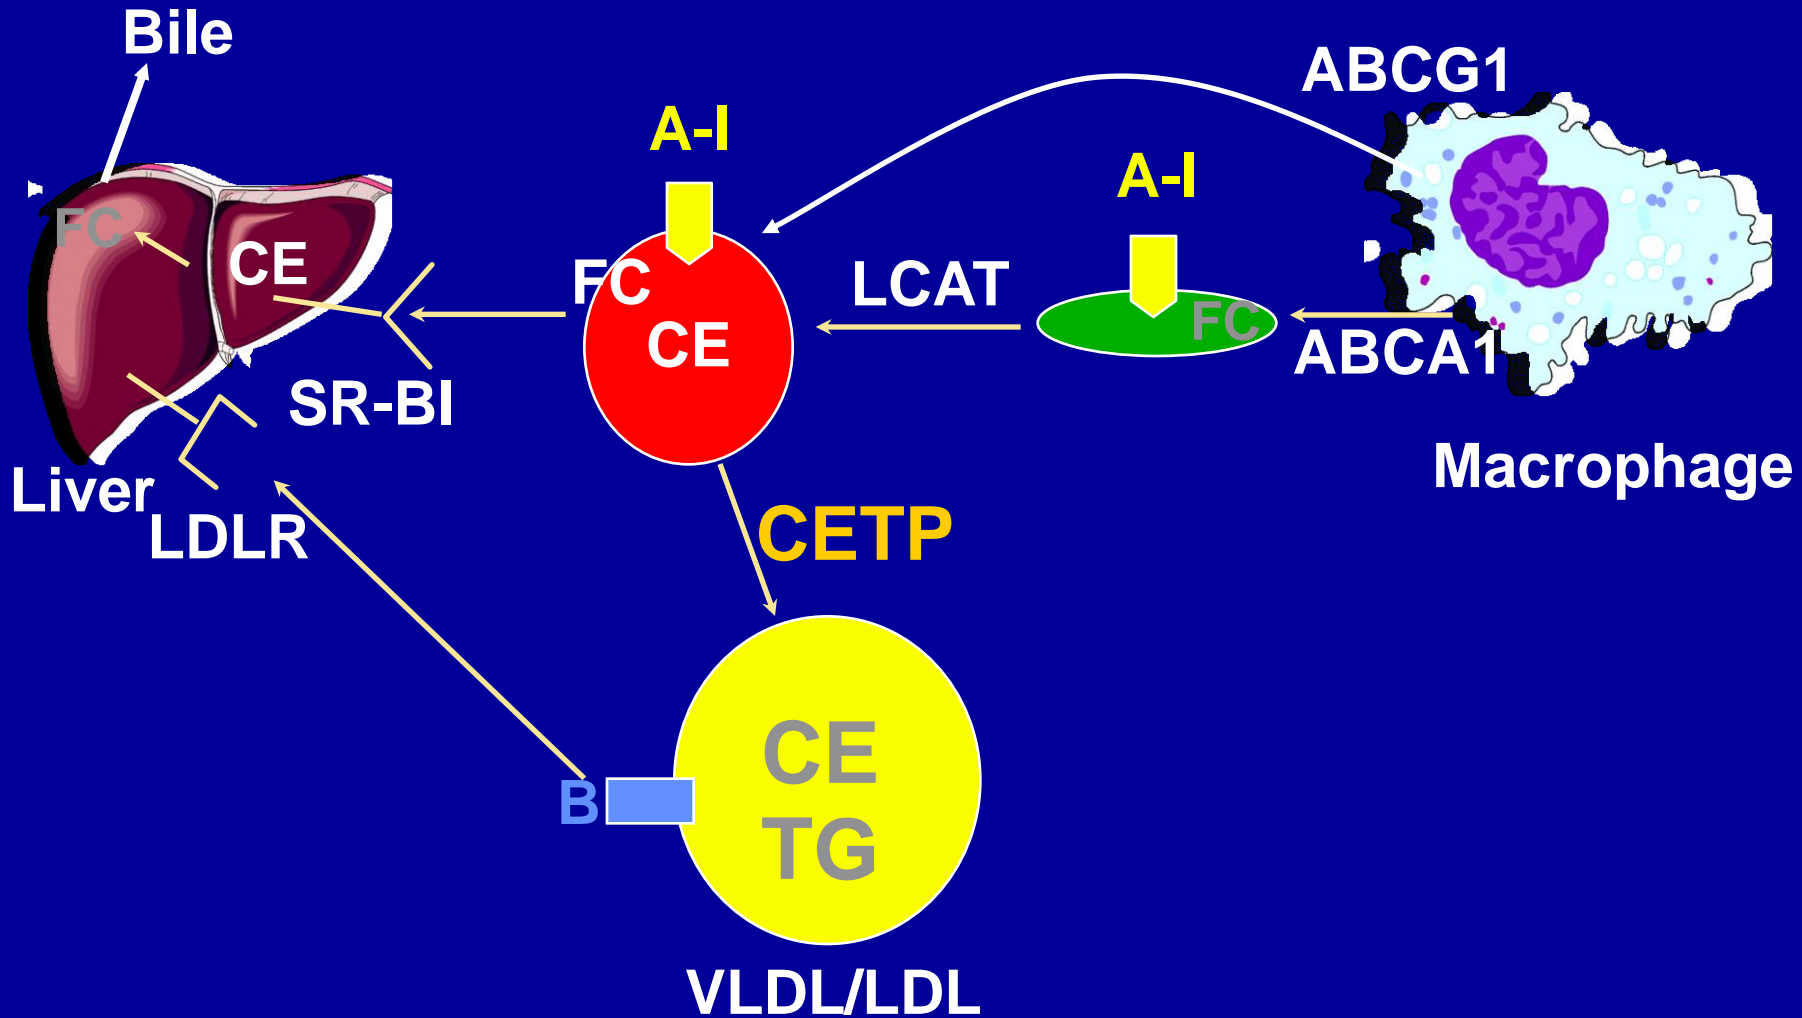 Bile
ABCG1
A-I
A-I
FC
CE
FC
CE
LCAT
FC
ABCA1
SR-BI
Macrophage
Liver
LDLR
CETP
CE
TG
B
VLDL/LDL